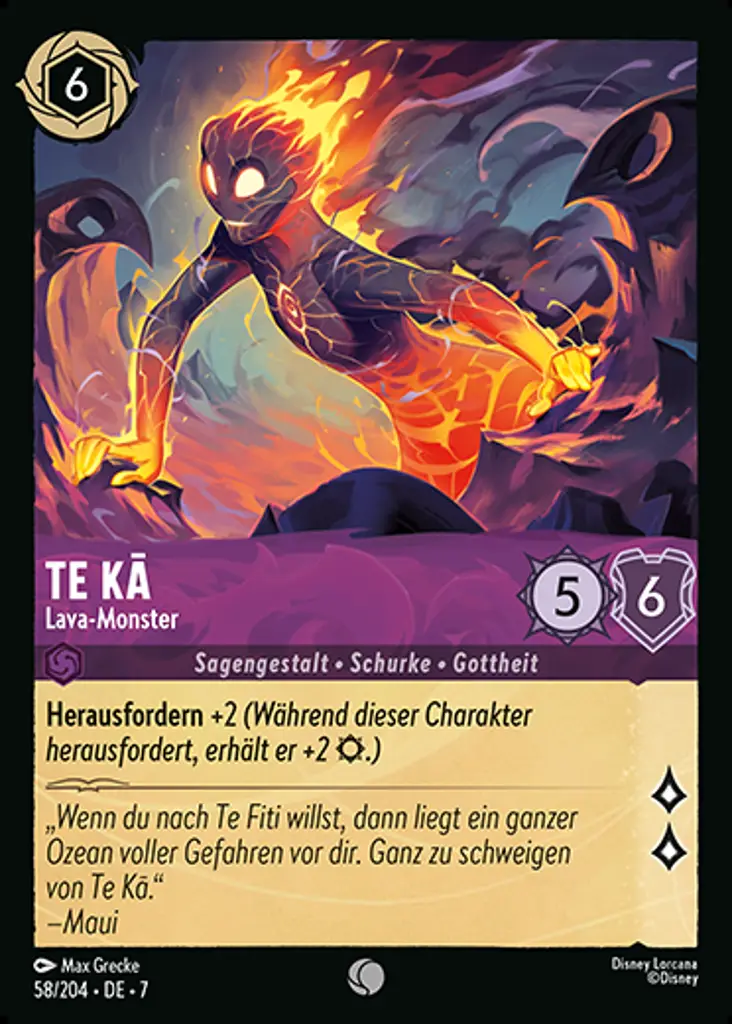 6
TE KĀ
Lava-Monster
5
6
Sagengestalt • Schurke • Gottheit
Herausfordern +2 (Während dieser Charakter
herausfordert, erhält er +2 .)
„Wenn du nach Te Fiti willst, dann liegt ein ganzer
Ozean voller Gefahren vor dir. Ganz zu schweigen
von Te Kā.“
–Maui
Max Grecke
58/204 • DE • 7
Disney Lorcana
©Disney